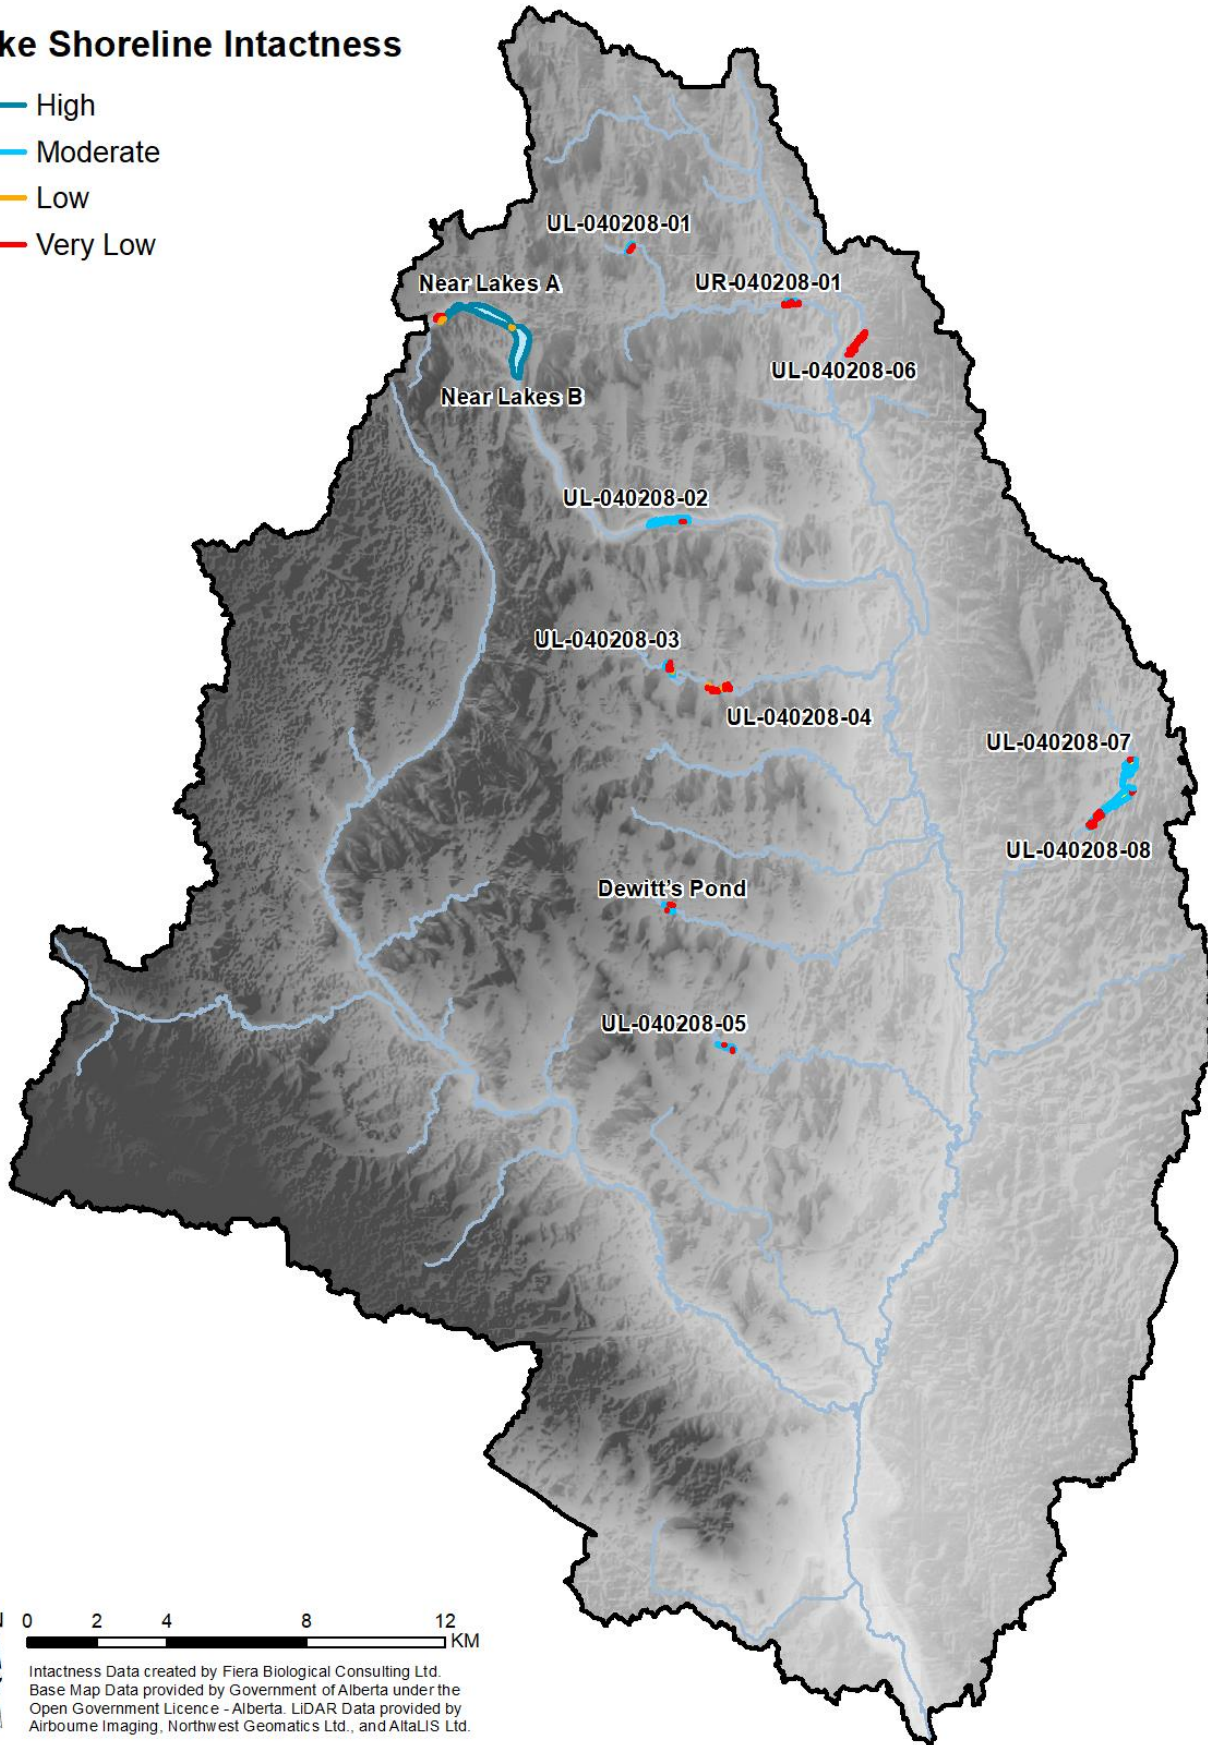 ke Shoreline Intactness
High
Moderate
Low
Very Low
UL-040208-01
Near Lakes A
UR-040208-01
UL-040208-06
Near Lakes B
UL-040208-02
UL-040208-03
UL-040208-04
UL-040208-07
UL-040208-08
Dewitt's Pond
UL-040208-05
0 2 4 8 12
KM
Intactness Data created by Fiera Biological Consulting Ltd.
Base Map Data provided by Government of Alberta under the
Open Government Licence - Alberta. LiDAR Data provided by
Airbourne Imaging, Northwest Geomatics Ltd., and AltaLIS Ltd.